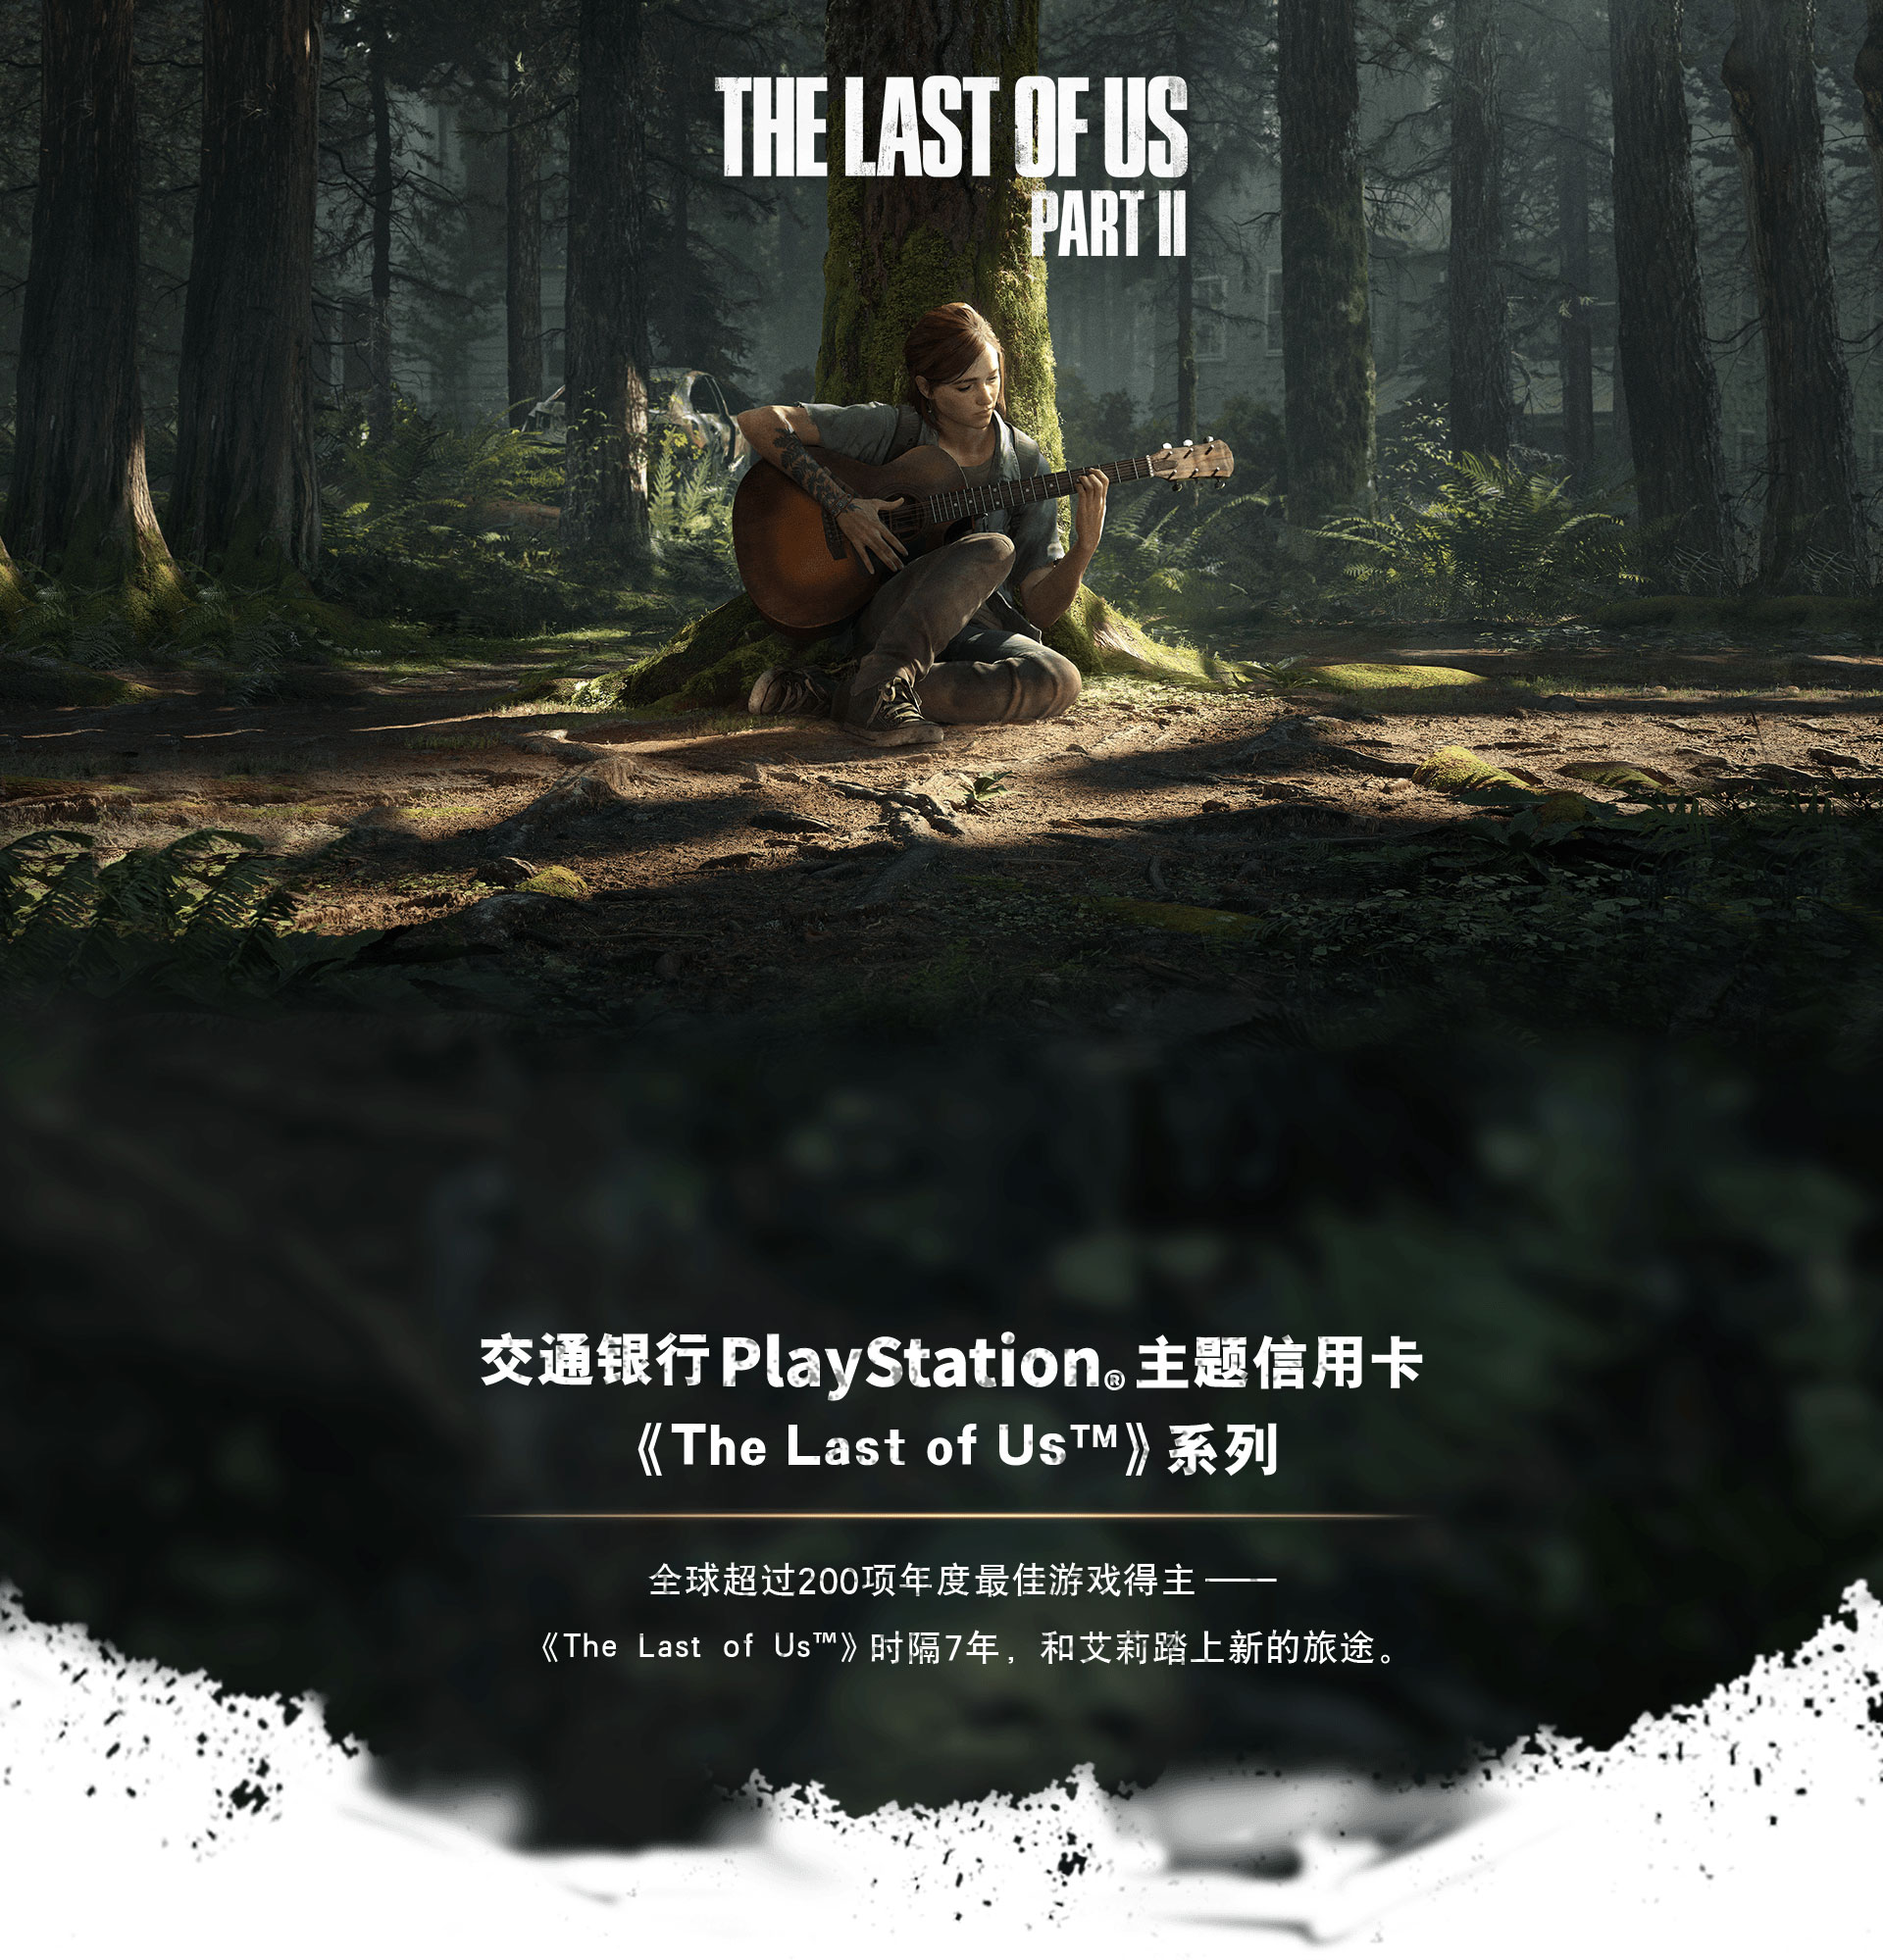 THE LAST OF US
PART II
交通银行PlayStation®主题信用卡
《The Last of Us™》系列
全球超过200项年度最佳游戏得主——
《The Last of Us™》时隔7年，和艾莉踏上新的旅途。